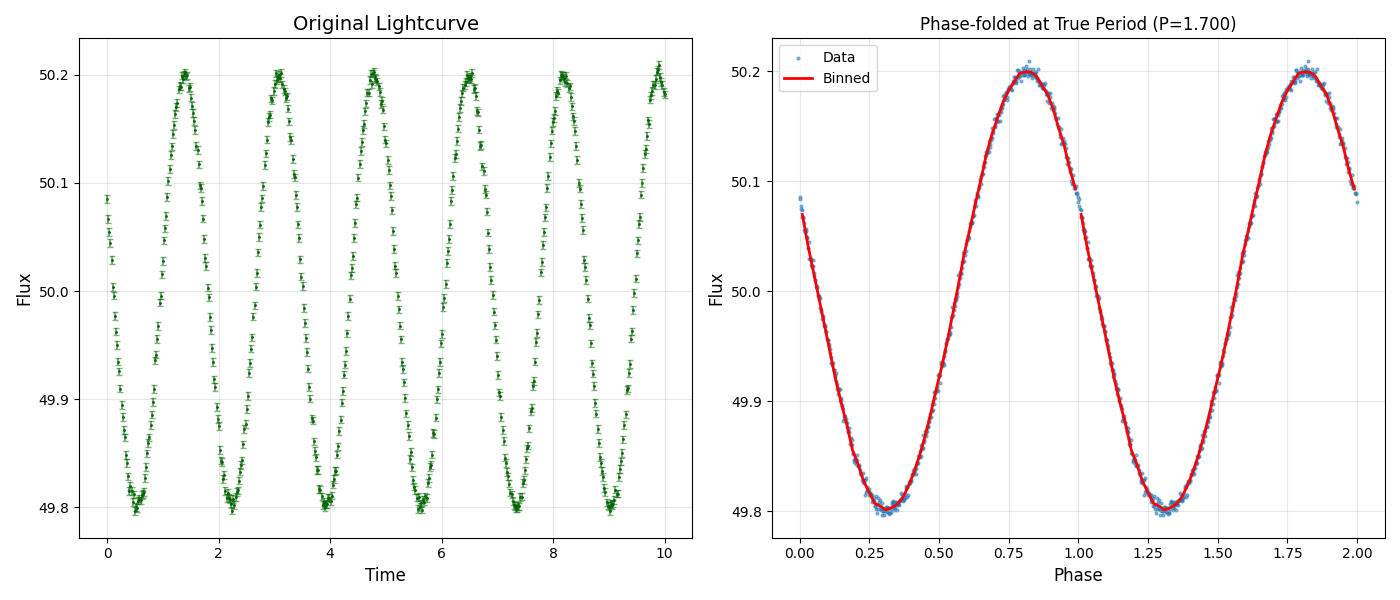 Original Lightcurve
Flux
50.2
50.1
50.0
49.9
49.8
0 2 4 6 8 10
Time
Phase-folded at True Period (P=1.700)
Data
Binned
Flux
50.2
50.1
50.0
49.9
49.8
0.00 0.25 0.50 0.75 1.00 1.25 1.50 1.75 2.00
Phase